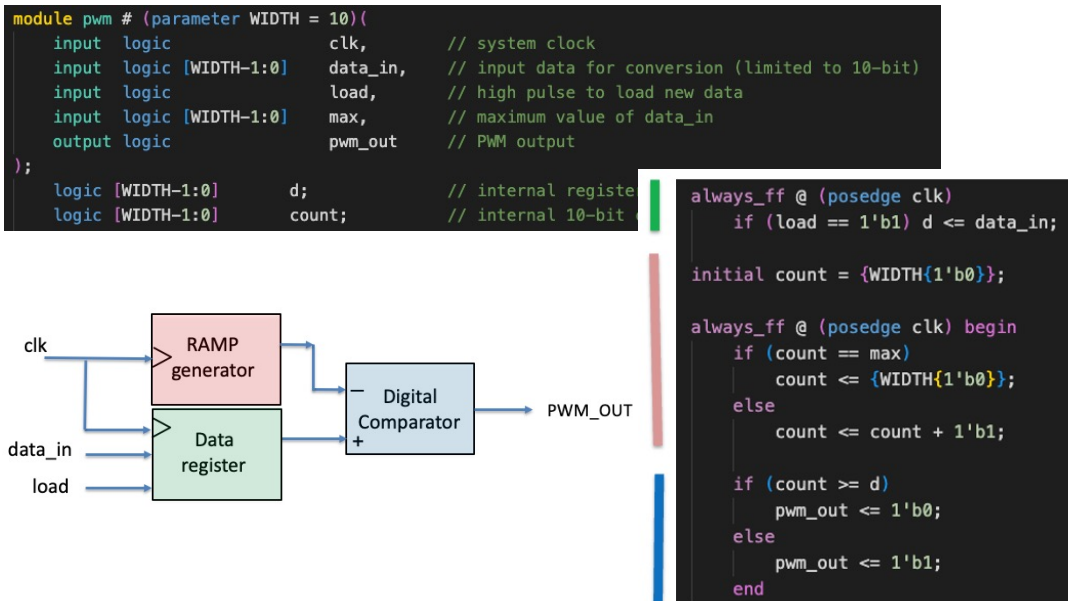 module pwm # (parameter WIDTH = 10)(
    input  logic                clk,        // system clock
    input  logic [WIDTH-1:0]    data_in,    // input data for conversion (limited to 10-bit)
    input  logic                load,       // high pulse to load new data
    input  logic [WIDTH-1:0]    max,        // maximum value of data_in
    output logic                pwm_out     // PWM output
);
    logic [WIDTH-1:0]       d;              // internal register
    logic [WIDTH-1:0]       count;          // internal 10-bit
always_ff @ (posedge clk)
    if (load == 1'b1) d <= data_in;
initial count = {WIDTH{1'b0}};
always_ff @ (posedge clk) begin
    if (count == max)
        count <= {WIDTH{1'b0}};
    else
        count <= count + 1'b1;
    if (count >= d)
        pwm_out <= 1'b0;
    else
        pwm_out <= 1'b1;
    end
clk
RAMP
generator
data_in
load
Data
register
−
Digital
Comparator
+
PWM_OUT